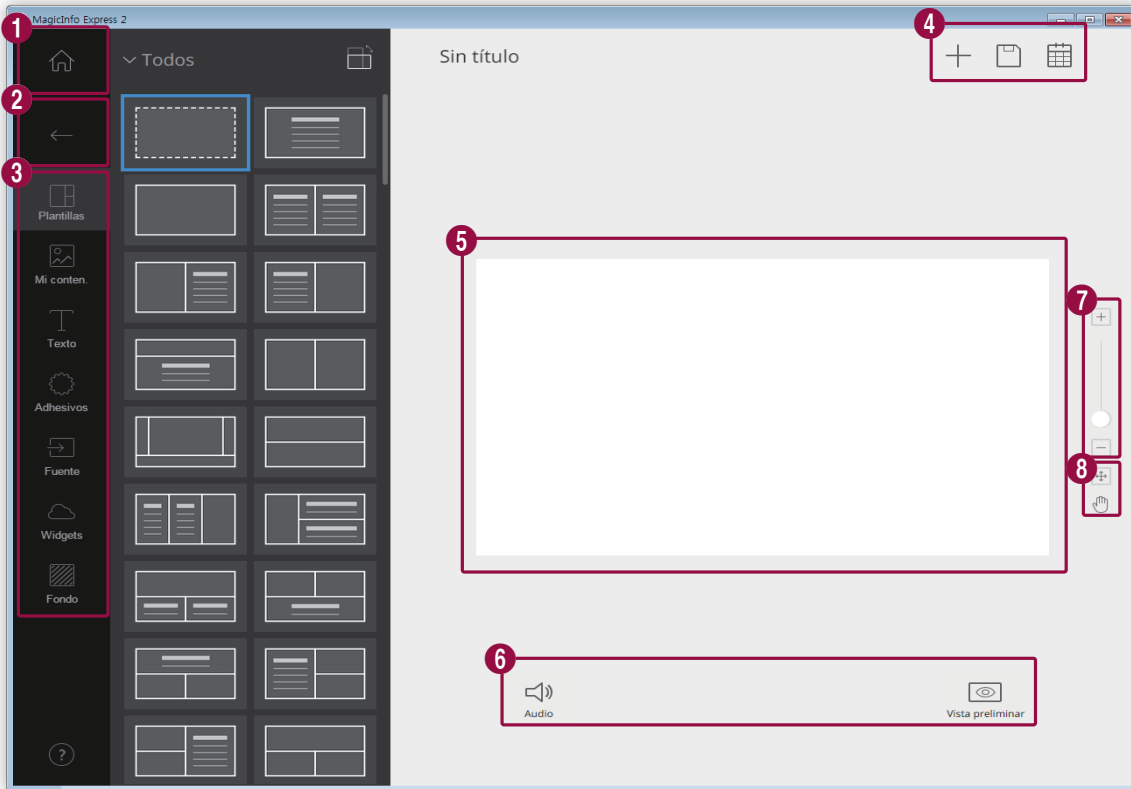 MagicInfo Express 2
1
4
Todos
Sin título
2
3
Plantillas
5
Mi conten.
7
Texto
Adhesivos
8
Fuente
Widgets
Fondo
6
Audio
Vista preliminar
?